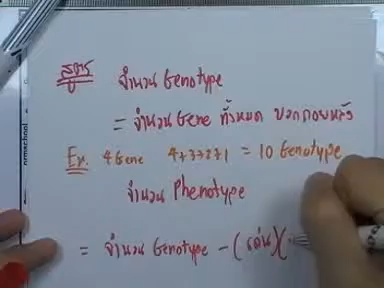 สูตร จำนวน Genotype
= จำนวน Gene ทั้งหมด บวกถอยหลัง
Ex. 4 Gene 4+3+2+1 = 10 Genotype
จำนวน Phenotype
= จำนวน Genotype - (เด่น)(